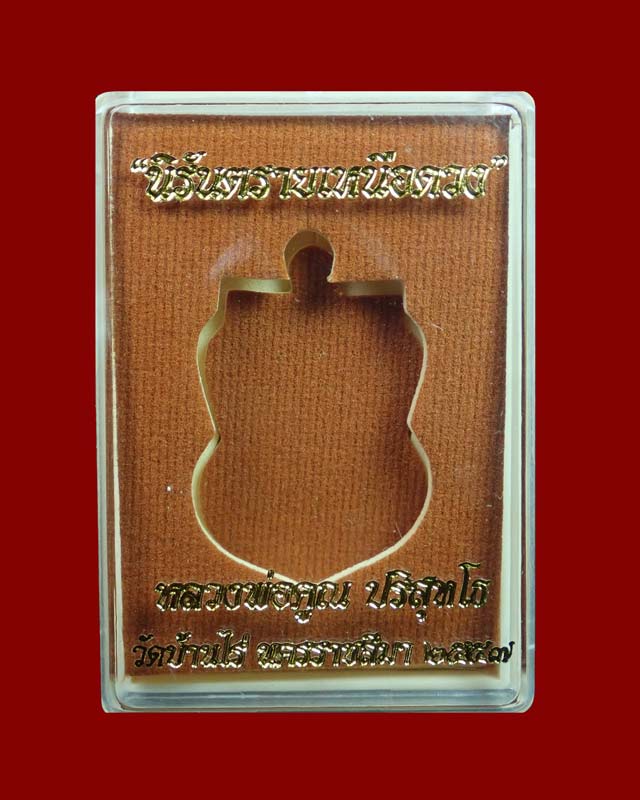 “นิรันตรายเหนือดวง”
หลวงพ่อคูณ ปริสุทโธ
วัดบ้านไร่ นครราชสีมา ๒๕๕๗